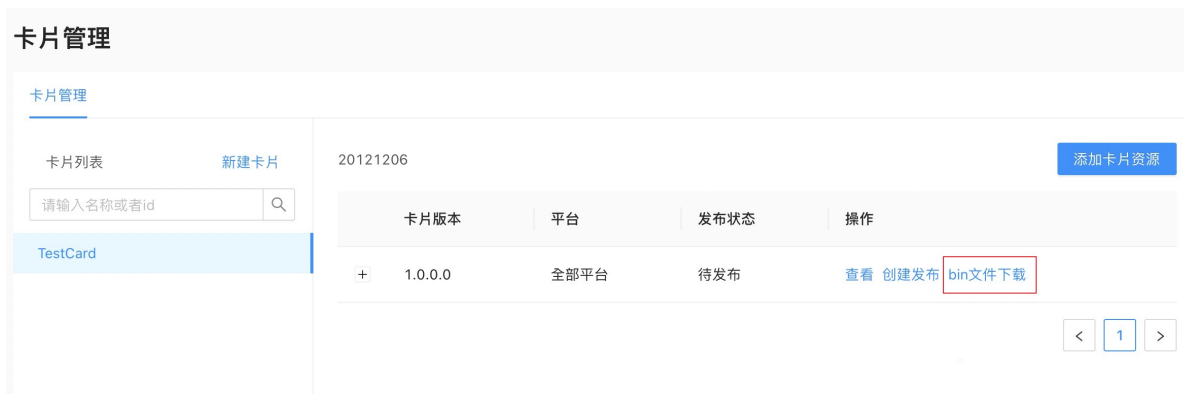 卡片管理
卡片管理
卡片列表 新建卡片
请输入名称或者id
TestCard
20121206 添加卡片资源
卡片版本 平台 发布状态 操作
1.0.0.0 全部平台 待发布 查看 创建发布 bin文件下载
1